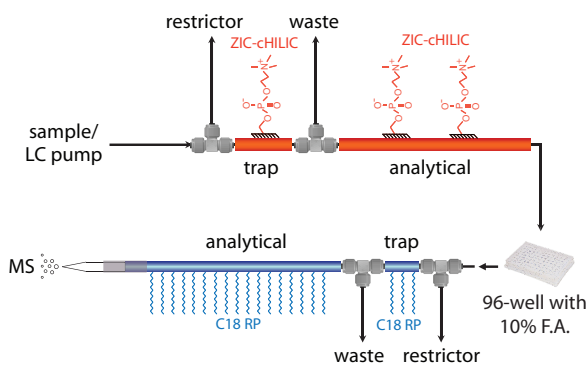 restrictor
waste
ZIC-cHILIC
ZIC-cHILIC
N+
O
O
O- P O
O
N+
O
O
O- P O
O
N+
O
O
O- P O
O
sample/
LC pump
trap
analytical
analytical
trap
MS
C18 RP
C18 RP
96-well with
10% F.A.
waste
restrictor